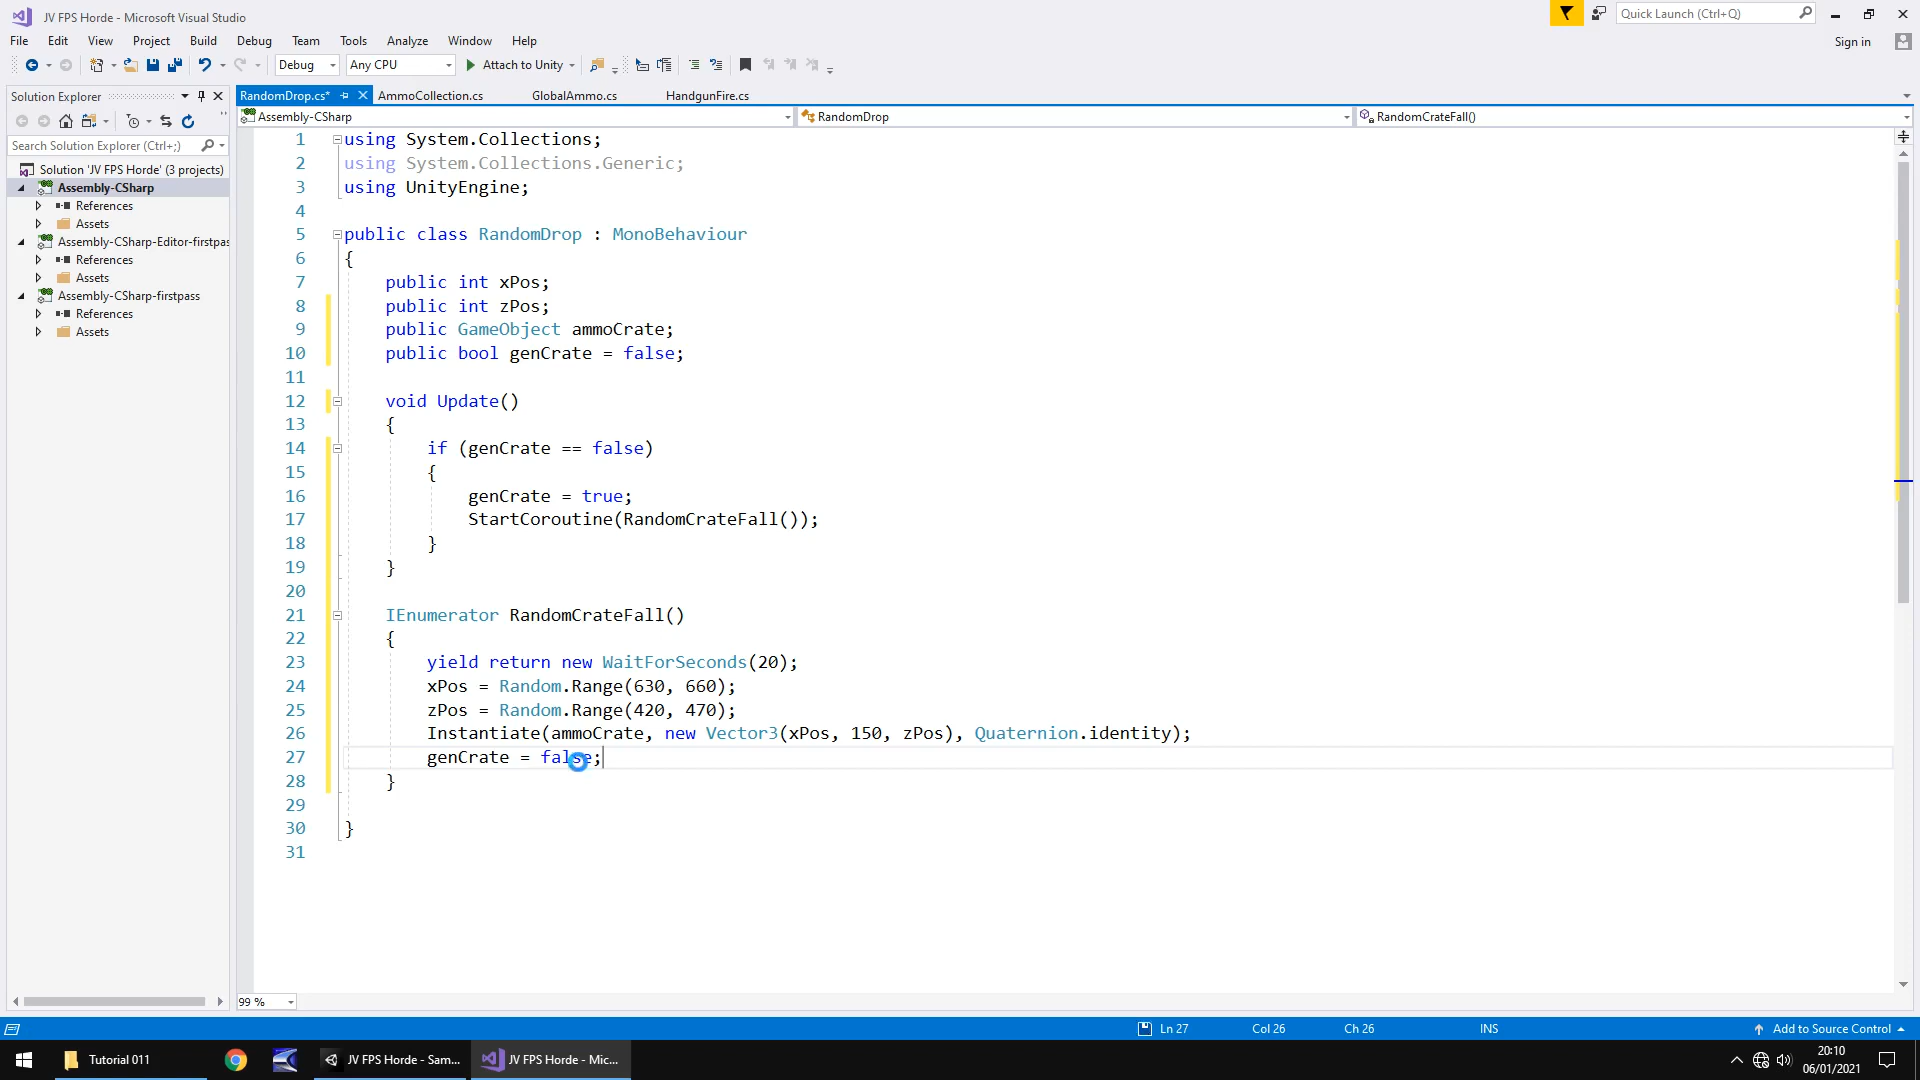 JV FPS Horde - Microsoft Visual Studio
Quick Launch (Ctrl+Q)
File Edit View Project Build Debug Team Tools Analyze Window Help
Sign in
Debug Any CPU Attach to Unity
Solution Explorer
RandomDrop.cs* AmmoCollection.cs GlobalAmmo.cs HandgunFire.cs
Assembly-CSharp RandomDrop RandomCrateFall()
Search Solution Explorer (Ctrl+;)
Solution 'JV FPS Horde' (3 projects)
Assembly-CSharp
References
Assets
Assembly-CSharp-Editor-firstpas
References
Assets
Assembly-CSharp-firstpass
References
Assets
1 using System.Collections;
2 using System.Collections.Generic;
3 using UnityEngine;
4
5 public class RandomDrop : MonoBehaviour
6 {
7 public int xPos;
8 public int zPos;
9 public GameObject ammoCrate;
10 public bool genCrate = false;
11
12 void Update()
13 {
14 if (genCrate == false)
15 {
16 genCrate = true;
17 StartCoroutine(RandomCrateFall());
18 }
19 }
20
21 IEnumerator RandomCrateFall()
22 {
23 yield return new WaitForSeconds(20);
24 xPos = Random.Range(630, 660);
25 zPos = Random.Range(420, 470);
26 Instantiate(ammoCrate, new Vector3(xPos, 150, zPos), Quaternion.identity);
27 genCrate = false;
28 }
29
30 }
31
99 %
Ln 27 Col 26 Ch 26 INS Add to Source Control
Tutorial 011 JV FPS Horde - Sam... JV FPS Horde - Mic...
20:10
06/01/2021